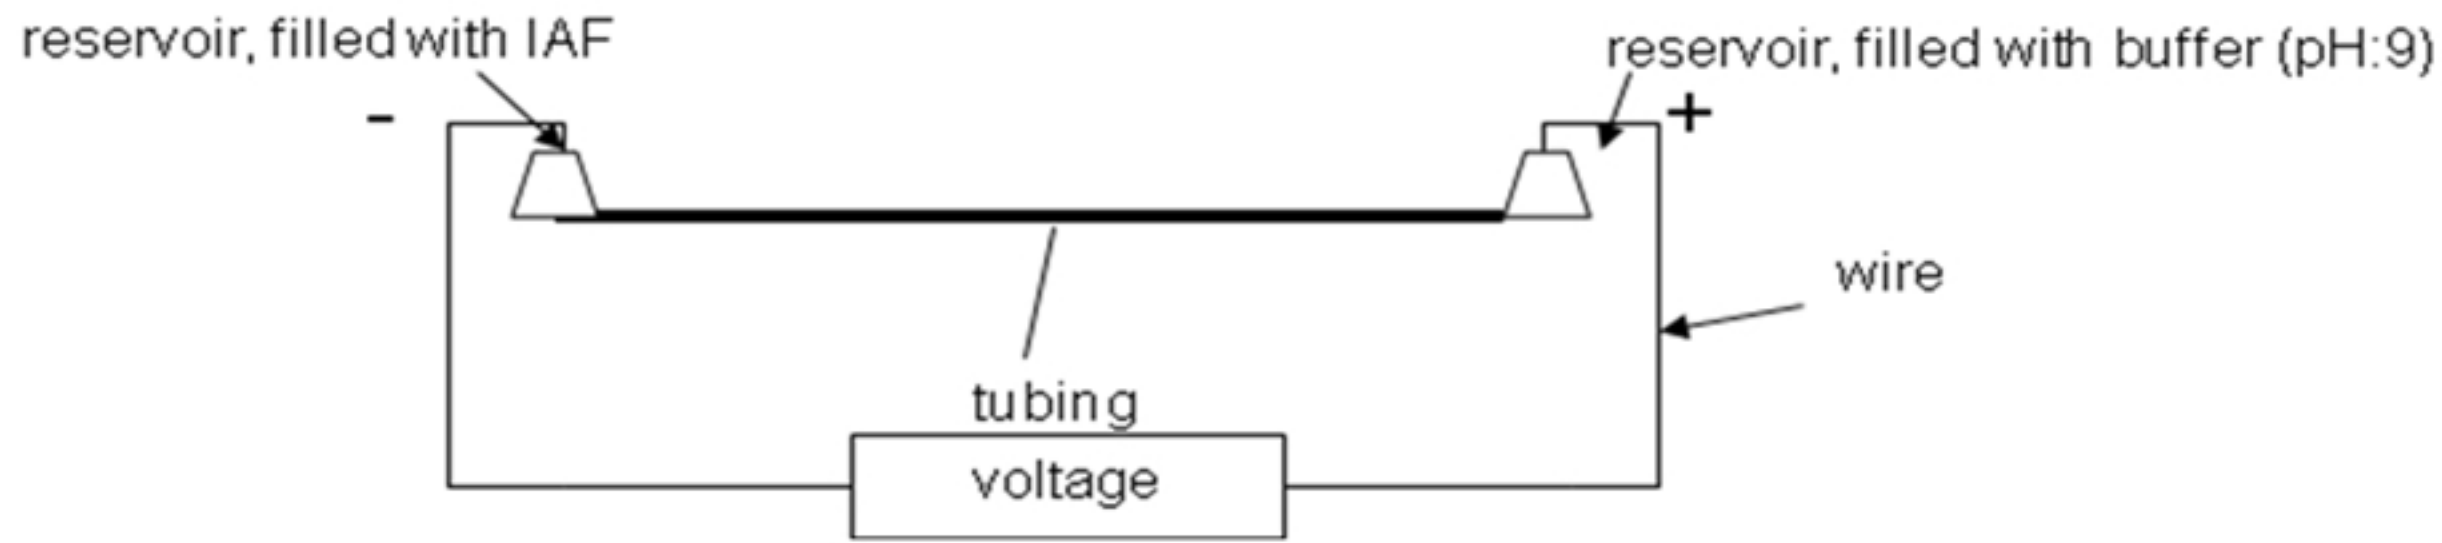 reservoir, filled with IAF
reservoir, filled with buffer (pH:9)
-
+
wire
tubing
voltage